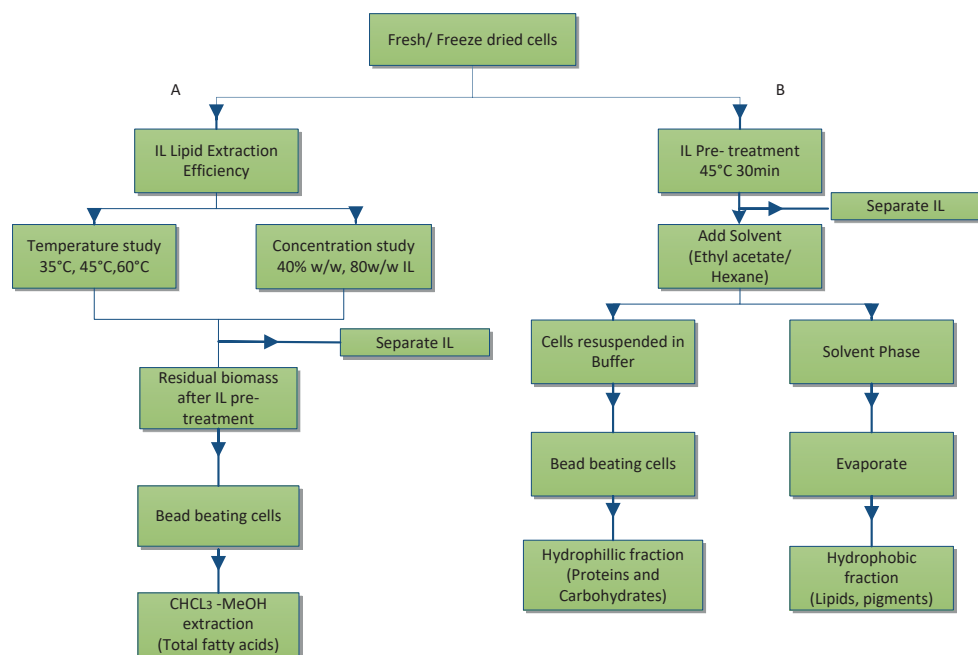 Fresh/ Freeze dried cells
A
B
IL Lipid Extraction
Efficiency
IL Pre- treatment
45°C 30min
Separate IL
Temperature study
35°C, 45°C,60°C
Concentration study
40% w/w, 80w/w IL
Add Solvent
(Ethyl acetate/
Hexane)
Separate IL
Cells resuspended in
Buffer
Solvent Phase
Residual biomass
after IL pre-
treatment
Bead beating cells
Evaporate
Bead beating cells
Hydrophillic fraction
(Proteins and
Carbohydrates)
Hydrophobic
fraction
(Lipids, pigments)
CHCL₃ -MeOH
extraction
(Total fatty acids)